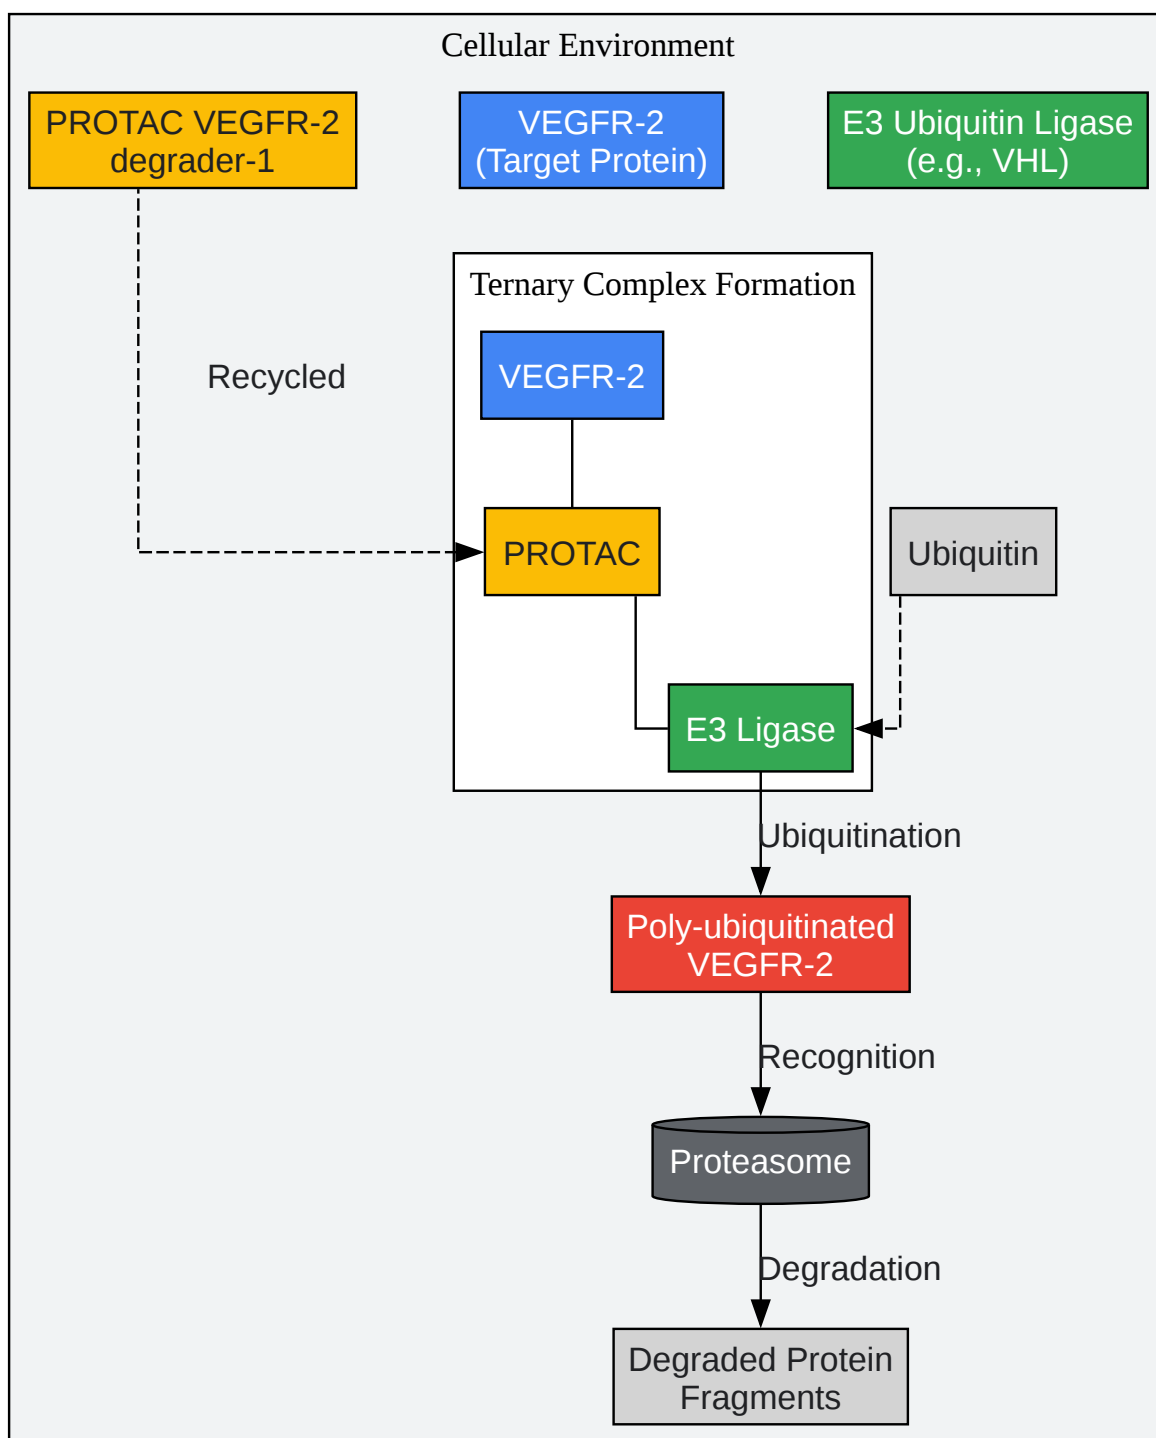 Cellular Environment
PROTAC VEGFR-2
degrader-1
VEGFR-2
(Target Protein)
E3 Ubiquitin Ligase
(e.g., VHL)
Ternary Complex Formation
Recycled
VEGFR-2
PROTAC
Ubiquitin
E3 Ligase
Ubiquitination
Poly-ubiquitinated
VEGFR-2
Recognition
Proteasome
Degradation
Degraded Protein
Fragments